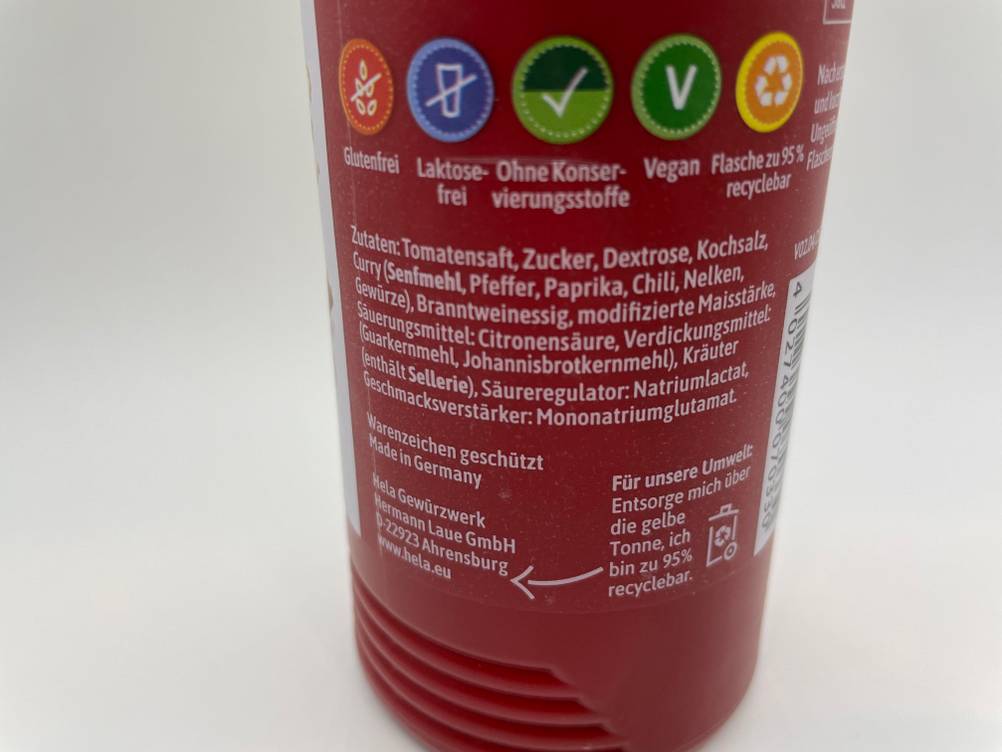 Glutenfrei
Laktose-
frei
Ohne Konser-
vierungsstoffe
V
Vegan
Flasche zu 95 %
recyclebar
Zutaten: Tomatensaft, Zucker, Dextrose, Kochsalz,
Curry (Senfmehl, Pfeffer, Paprika, Chili, Nelken,
Gewürze), Branntweinessig, modifizierte Maisstärke,
Säuerungsmittel: Citronensäure, Verdickungsmittel:
(Guarkernmehl, Johannisbrotkernmehl), Kräuter
(enthält Sellerie), Säureregulator: Natriumlactat,
Geschmacksverstärker: Mononatriumglutamat.
Warenzeichen geschützt
Made in Germany
Hela Gewürzwerk
Hermann Laue GmbH
D-22923 Ahrensburg
www.hela.eu
Für unsere Umwelt:
Entsorge mich über
die gelbe
Tonne, ich
bin zu 95%
recyclebar.
Nach
und